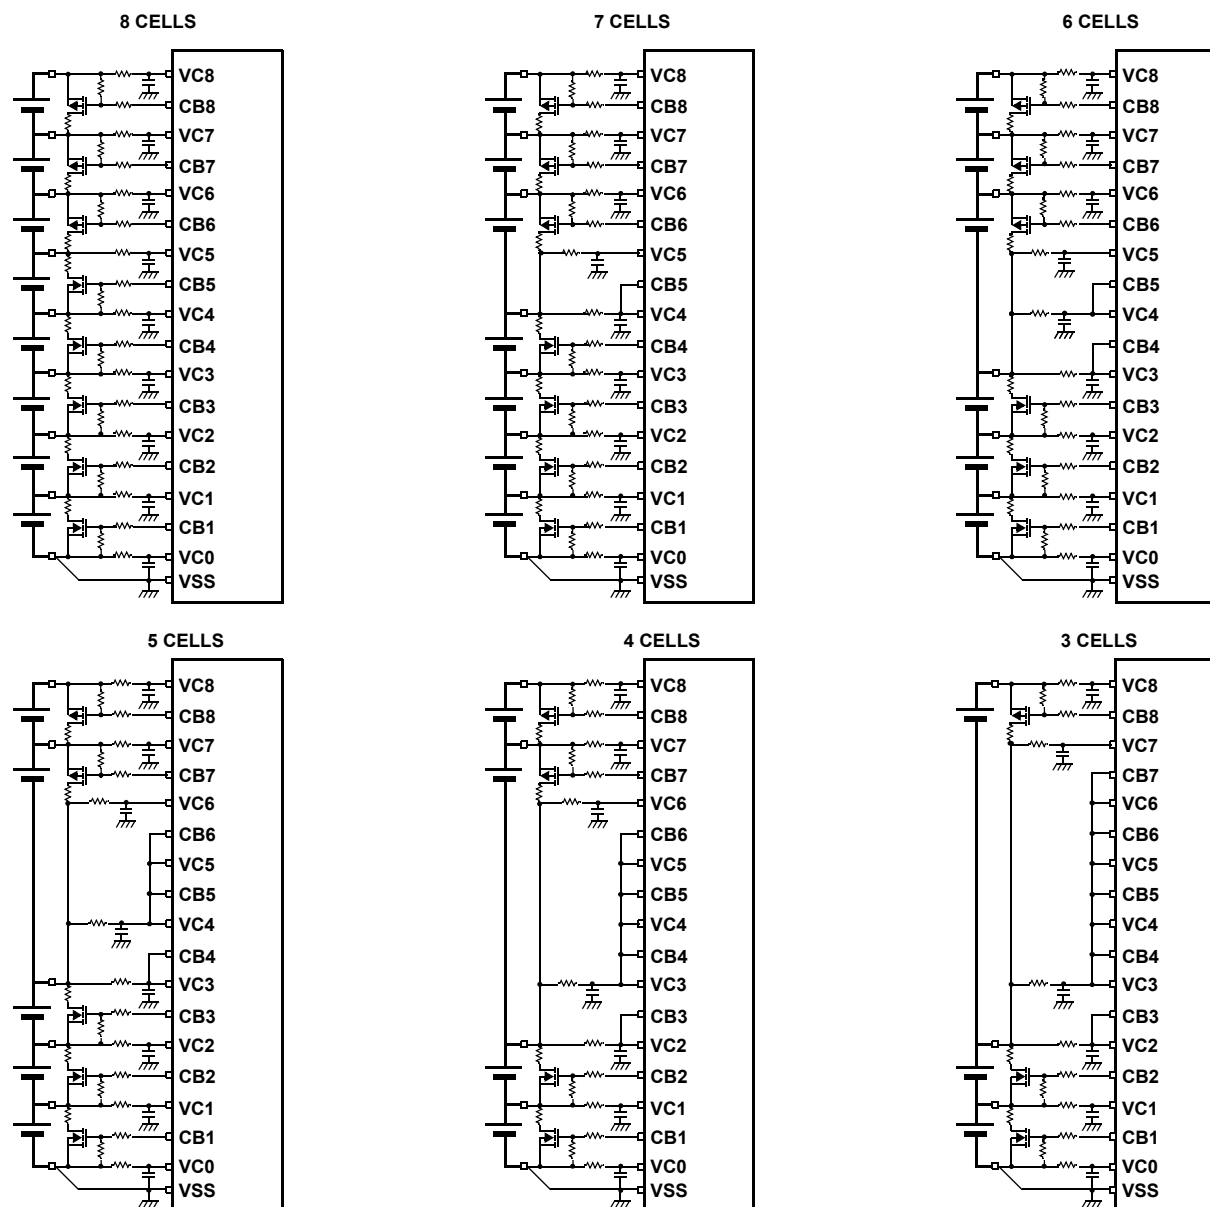 8 CELLS
VC8
CB8
VC7
CB7
VC6
CB6
VC5
CB5
VC4
CB4
VC3
CB3
VC2
CB2
VC1
CB1
VC0
VSS
7 CELLS
VC8
CB8
VC7
CB7
VC6
CB6
VC5
CB5
VC4
CB4
VC3
CB3
VC2
CB2
VC1
CB1
VC0
VSS
6 CELLS
VC8
CB8
VC7
CB7
VC6
CB6
VC5
CB5
VC4
CB4
VC3
CB3
VC2
CB2
VC1
CB1
VC0
VSS
5 CELLS
VC8
CB8
VC7
CB7
VC6
CB6
VC5
CB5
VC4
CB4
VC3
CB3
VC2
CB2
VC1
CB1
VC0
VSS
4 CELLS
VC8
CB8
VC7
CB7
VC6
CB6
VC5
CB5
VC4
CB4
VC3
CB3
VC2
CB2
VC1
CB1
VC0
VSS
3 CELLS
VC8
CB8
VC7
CB7
VC6
CB6
VC5
CB5
VC4
CB4
VC3
CB3
VC2
CB2
VC1
CB1
VC0
VSS